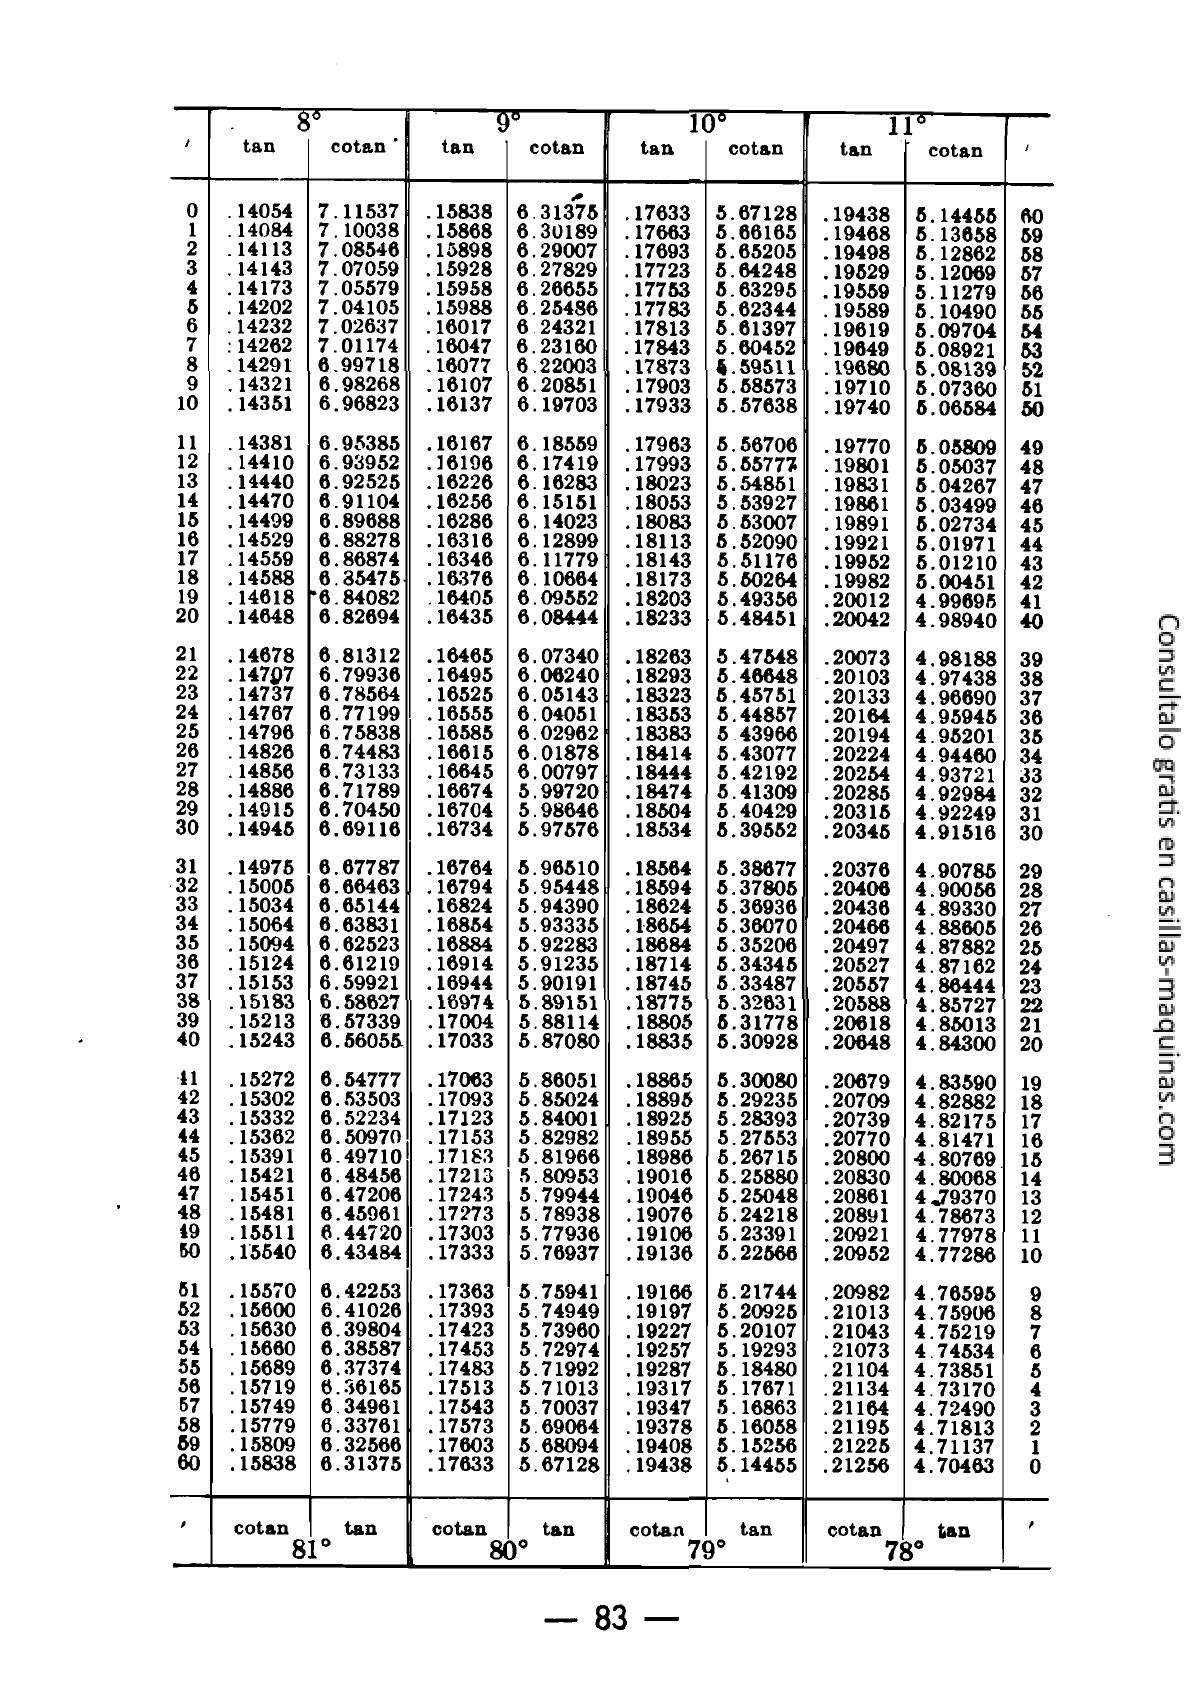 8° 9° 10° 11°
′ tan cotan tan cotan tan cotan tan cotan ′
0 .14054 7.11537 .15838 6.31375 .17633 5.67128 .19438 5.14455 60
1 .14084 7.10038 .15868 6.30189 .17663 5.66165 .19468 5.13658 59
2 .14113 7.08546 .15898 6.29007 .17693 5.65205 .19498 5.12862 58
3 .14143 7.07059 .15928 6.27829 .17723 5.64248 .19529 5.12069 57
4 .14173 7.05579 .15958 6.26655 .17753 5.63295 .19559 5.11279 56
5 .14202 7.04105 .15988 6.25486 .17783 5.62344 .19589 5.10490 55
6 .14232 7.02637 .16017 6.24321 .17813 5.61397 .19619 5.09704 54
7 .14262 7.01174 .16047 6.23160 .17843 5.60452 .19649 5.08921 53
8 .14291 6.99718 .16077 6.22003 .17873 5.59511 .19680 5.08139 52
9 .14321 6.98268 .16107 6.20851 .17903 5.58573 .19710 5.07360 51
10 .14351 6.96823 .16137 6.19703 .17933 5.57638 .19740 5.06584 50
11 .14381 6.95385 .16167 6.18559 .17963 5.56706 .19770 5.05809 49
12 .14410 6.93952 .16196 6.17419 .17993 5.55777 .19801 5.05037 48
13 .14440 6.92525 .16226 6.16283 .18023 5.54851 .19831 5.04267 47
14 .14470 6.91104 .16256 6.15151 .18053 5.53927 .19861 5.03499 46
15 .14499 6.89688 .16286 6.14023 .18083 5.53007 .19891 5.02734 45
16 .14529 6.88278 .16316 6.12899 .18113 5.52090 .19921 5.01971 44
17 .14559 6.86874 .16346 6.11779 .18143 5.51176 .19952 5.01210 43
18 .14588 6.85475 .16376 6.10664 .18173 5.50264 .19982 5.00451 42
19 .14618 6.84082 .16405 6.09552 .18203 5.49356 .20012 4.99695 41
20 .14648 6.82694 .16435 6.08444 .18233 5.48451 .20042 4.98940 40
21 .14678 6.81312 .16465 6.07340 .18263 5.47548 .20073 4.98188 39
22 .14707 6.79936 .16495 6.06240 .18293 5.46648 .20103 4.97438 38
23 .14737 6.78564 .16525 6.05143 .18323 5.45751 .20133 4.96690 37
24 .14767 6.77199 .16555 6.04051 .18353 5.44857 .20164 4.95945 36
25 .14796 6.75838 .16585 6.02962 .18383 5.43966 .20194 4.95201 35
26 .14826 6.74483 .16615 6.01878 .18414 5.43077 .20224 4.94460 34
27 .14856 6.73133 .16645 6.00797 .18444 5.42192 .20254 4.93721 33
28 .14886 6.71789 .16674 5.99720 .18474 5.41309 .20285 4.92984 32
29 .14915 6.70450 .16704 5.98646 .18504 5.40429 .20315 4.92249 31
30 .14945 6.69116 .16734 5.97576 .18534 5.39552 .20345 4.91516 30
31 .14975 6.67787 .16764 5.96510 .18564 5.38677 .20376 4.90785 29
32 .15005 6.66463 .16794 5.95448 .18594 5.37805 .20406 4.90056 28
33 .15034 6.65144 .16824 5.94390 .18624 5.36936 .20436 4.89330 27
34 .15064 6.63831 .16854 5.93335 .18654 5.36070 .20466 4.88605 26
35 .15094 6.62523 .16884 5.92283 .18684 5.35206 .20497 4.87882 25
36 .15124 6.61219 .16914 5.91235 .18714 5.34345 .20527 4.87162 24
37 .15153 6.59921 .16944 5.90191 .18745 5.33487 .20557 4.86444 23
38 .15183 6.58627 .16974 5.89151 .18775 5.32631 .20588 4.85727 22
39 .15213 6.57339 .17004 5.88114 .18805 5.31778 .20618 4.85013 21
40 .15243 6.56055 .17033 5.87080 .18835 5.30928 .20648 4.84300 20
41 .15272 6.54777 .17063 5.86051 .18865 5.30080 .20679 4.83590 19
42 .15302 6.53503 .17093 5.85024 .18895 5.29235 .20709 4.82882 18
43 .15332 6.52234 .17123 5.84001 .18925 5.28393 .20739 4.82175 17
44 .15362 6.50970 .17153 5.82982 .18955 5.27553 .20770 4.81471 16
45 .15391 6.49710 .17183 5.81966 .18986 5.26715 .20800 4.80769 15
46 .15421 6.48456 .17213 5.80953 .19016 5.25880 .20830 4.80068 14
47 .15451 6.47206 .17243 5.79944 .19046 5.25048 .20861 4.79370 13
48 .15481 6.45961 .17273 5.78938 .19076 5.24218 .20891 4.78673 12
49 .15511 6.44720 .17303 5.77936 .19106 5.23391 .20921 4.77978 11
50 .15540 6.43484 .17333 5.76937 .19136 5.22566 .20952 4.77286 10
51 .15570 6.42253 .17363 5.75941 .19166 5.21744 .20982 4.76595 9
52 .15600 6.41026 .17393 5.74949 .19197 5.20925 .21013 4.75906 8
53 .15630 6.39804 .17423 5.73960 .19227 5.20107 .21043 4.75219 7
54 .15660 6.38587 .17453 5.72974 .19257 5.19293 .21073 4.74534 6
55 .15689 6.37374 .17483 5.71992 .19287 5.18480 .21104 4.73851 5
56 .15719 6.36165 .17513 5.71013 .19317 5.17671 .21134 4.73170 4
57 .15749 6.34961 .17543 5.70037 .19347 5.16863 .21164 4.72490 3
58 .15779 6.33761 .17573 5.69064 .19378 5.16058 .21195 4.71813 2
59 .15809 6.32566 .17603 5.68094 .19408 5.15256 .21225 4.71137 1
60 .15838 6.31375 .17633 5.67128 .19438 5.14455 .21256 4.70463 0
′ cotan tan cotan tan cotan tan cotan tan ′
81° 80° 79° 78°
— 83 —
Consultalo gratis en casillas-maquinas.com